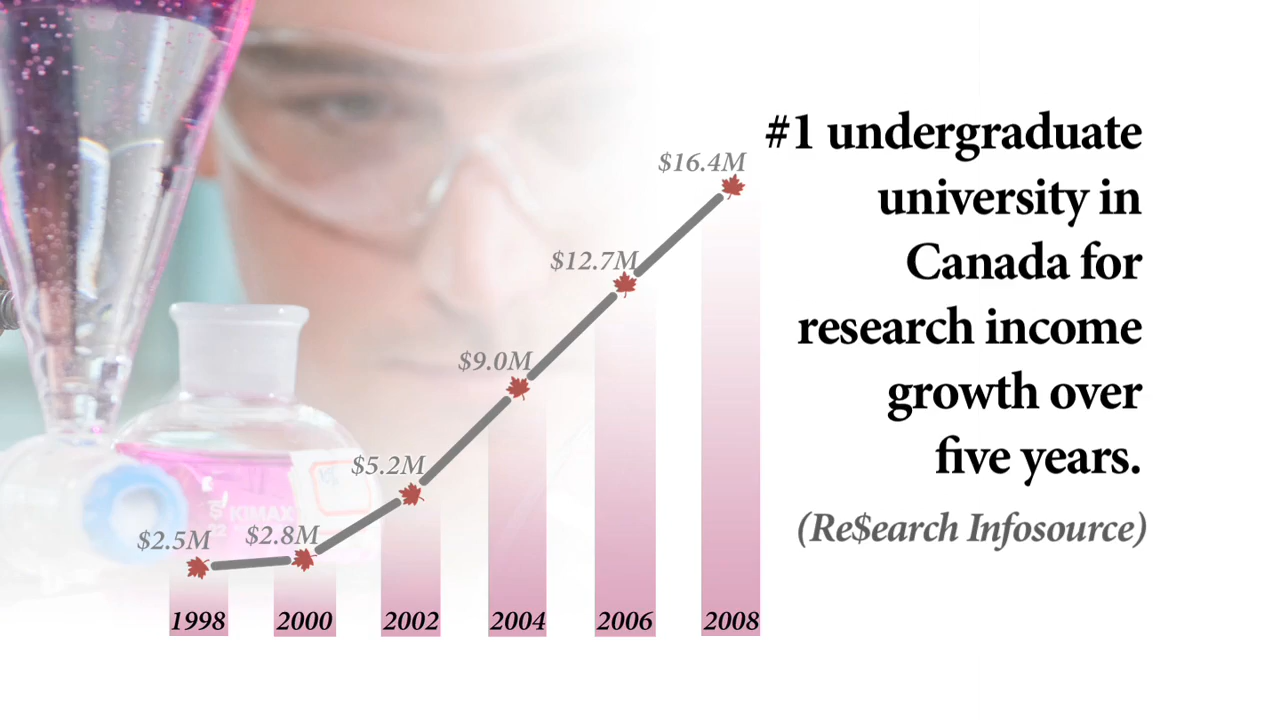 #1 undergraduate
university in
Canada for
research income
growth over
five years.
(Re$earch Infosource)
$16.4M
$12.7M
$9.0M
$5.2M
$2.5M
$2.8M
KIMAX
1998
2000
2002
2004
2006
2008